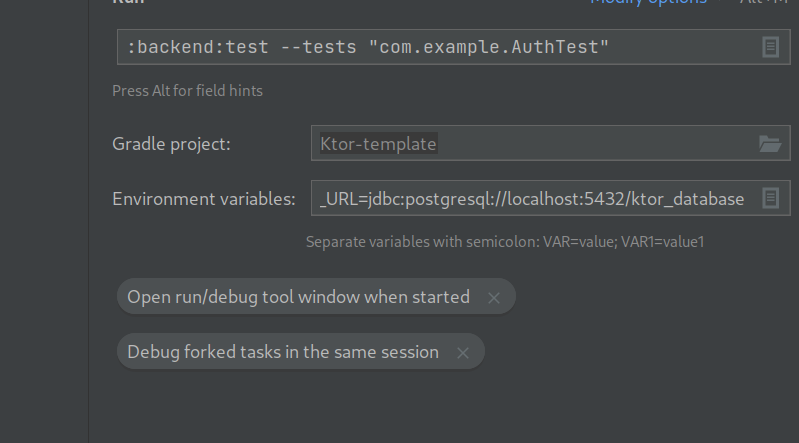 Run
Modify options
Alt+M
:backend:test --tests "com.example.AuthTest"
Press Alt for field hints
Gradle project:
Ktor-template
Environment variables:
_URL=jdbc:postgresql://localhost:5432/ktor_database
Separate variables with semicolon: VAR=value; VAR1=value1
Open run/debug tool window when started
Debug forked tasks in the same session